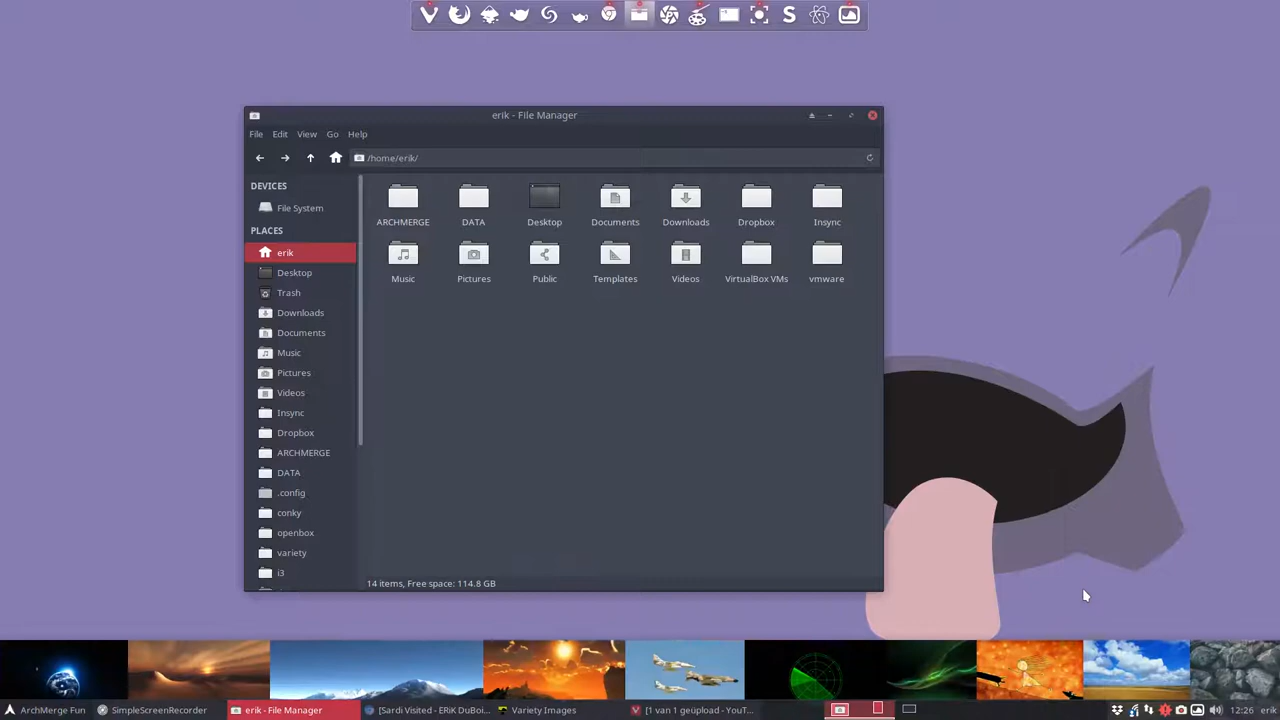 erik - File Manager
File Edit View Go Help
/home/erik/
DEVICES
File System
PLACES
erik
Desktop
Trash
Downloads
Documents
Music
Pictures
Videos
Insync
Dropbox
ARCHMERGE
DATA
.config
conky
openbox
variety
i3
ARCHMERGE DATA Desktop Documents Downloads Dropbox Insync
Music Pictures Public Templates Videos VirtualBox VMs vmware
14 items, Free space: 114.8 GB
ArchMerge Fun SimpleScreenRecorder erik - File Manager [Sardi Visited - ERiK DuBoi... Variety Images [1 van 1 geüpload - YouT... 12:26 erik